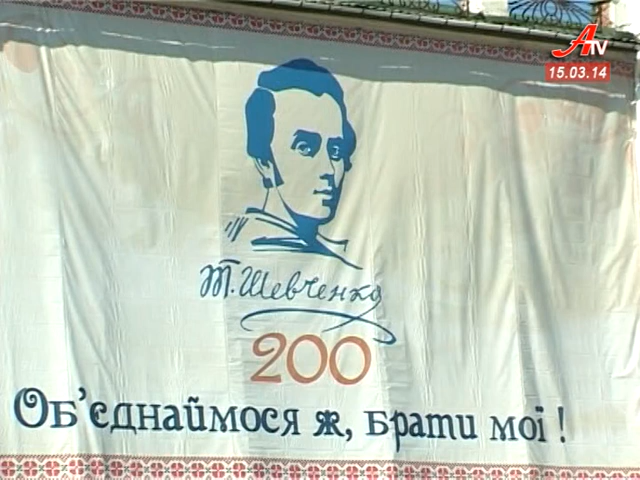 ATV
15.03.14
Т. Шевченко
200
Об'єднаймося ж, брати мої !